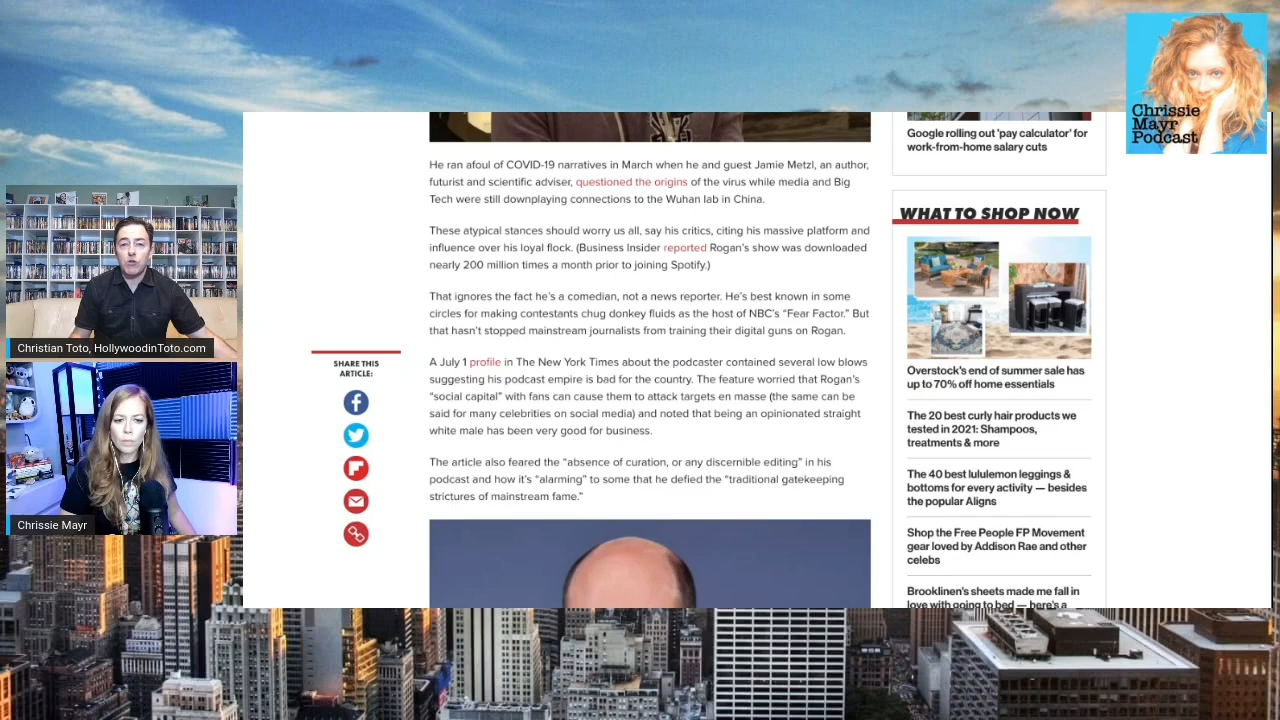 Chrissie
Mayr
Podcast
Christian Toto, HollywoodinToto.com
Chrissie Mayr
SHARE THIS
ARTICLE:
He ran afoul of COVID-19 narratives in March when he and guest Jamie Metzl, an author,
futurist and scientific adviser, questioned the origins of the virus while media and Big
Tech were still downplaying connections to the Wuhan lab in China.
These atypical stances should worry us all, say his critics, citing his massive platform and
influence over his loyal flock. (Business Insider reported Rogan's show was downloaded
nearly 200 million times a month prior to joining Spotify.)
That ignores the fact he's a comedian, not a news reporter. He's best known in some
circles for making contestants chug donkey fluids as the host of NBC's “Fear Factor.” But
that hasn't stopped mainstream journalists from training their digital guns on Rogan.
A July 1 profile in The New York Times about the podcaster contained several low blows
suggesting his podcast empire is bad for the country. The feature worried that Rogan's
“social capital” with fans can cause them to attack targets en masse (the same can be
said for many celebrities on social media) and noted that being an opinionated straight
white male has been very good for business.
The article also feared the “absence of curation, or any discernible editing” in his
podcast and how it's “alarming” to some that he defied the “traditional gatekeeping
strictures of mainstream fame.”
Google rolling out 'pay calculator' for
work-from-home salary cuts
WHAT TO SHOP NOW
Overstock's end of summer sale has
up to 70% off home essentials
The 20 best curly hair products we
tested in 2021: Shampoos,
treatments & more
The 40 best lululemon leggings &
bottoms for every activity — besides
the popular Aligns
Shop the Free People FP Movement
gear loved by Addison Rae and other
celebs
Brooklinen's sheets made me fall in
love with going to bed — here's a